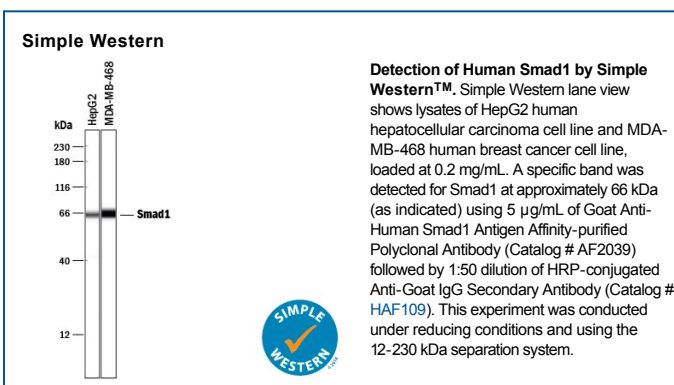 Simple Western
HepG2
MDA-MB-468
kDa
230
180
116
66
Smad1
40
12
SIMPLE
WESTERN
Detection of Human Smad1 by Simple
Western™. Simple Western lane view
shows lysates of HepG2 human
hepatocellular carcinoma cell line and MDA-
MB-468 human breast cancer cell line,
loaded at 0.2 mg/mL. A specific band was
detected for Smad1 at approximately 66 kDa
(as indicated) using 5 µg/mL of Goat Anti-
Human Smad1 Antigen Affinity-purified
Polyclonal Antibody (Catalog # AF2039)
followed by 1:50 dilution of HRP-conjugated
Anti-Goat IgG Secondary Antibody (Catalog #
HAF109). This experiment was conducted
under reducing conditions and using the
12-230 kDa separation system.